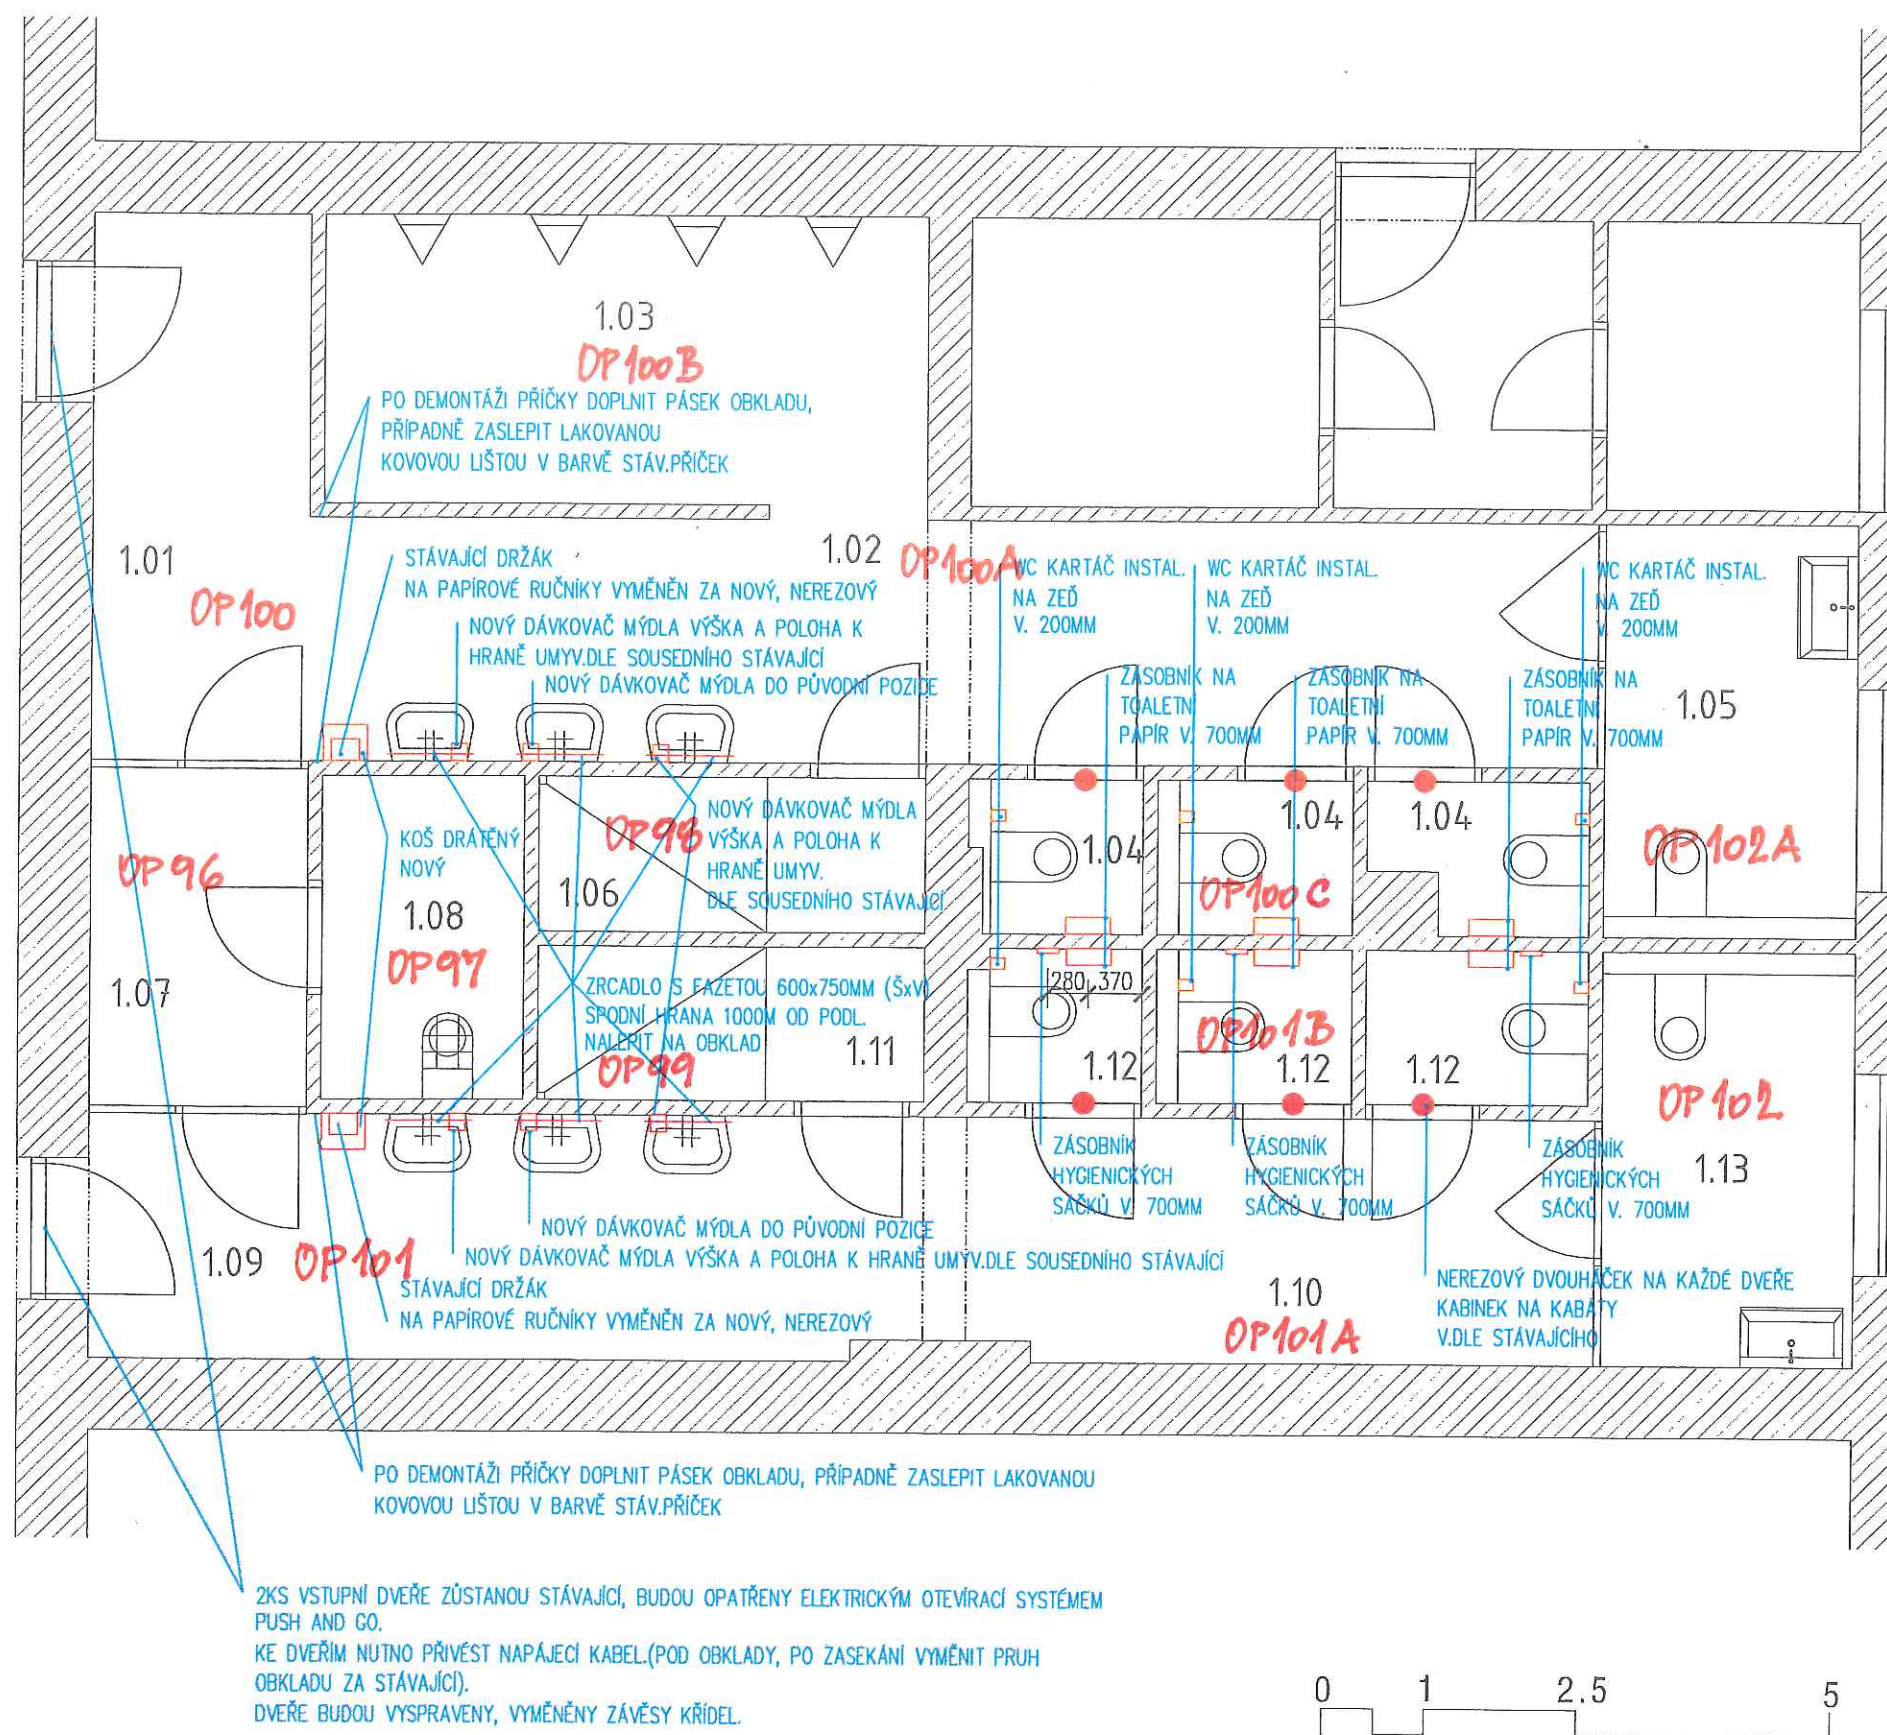 1.03
OP100B
PO DEMONTÁŽI PŘÍČKY DOPLNIT PÁSEK OBKLADU,
PŘÍPADNĚ ZASLEPIT LAKOVANOU
KOVOVOU LIŠTOU V BARVĚ STÁV.PŘÍČEK
1.01
OP100
STÁVAJÍCÍ DRŽÁK
NA PAPÍROVÉ RUČNÍKY VYMĚNĚN ZA NOVÝ, NEREZOVÝ
1.02
OP100A
NOVÝ DÁVKOVAČ MÝDLA VÝŠKA A POLOHA K
HRANĚ UMYV.DLE SOUSEDNÍHO STÁVAJÍCÍ
NOVÝ DÁVKOVAČ MÝDLA DO PŮVODNÍ POZICE
WC KARTÁČ INSTAL.
NA ZEĎ
V. 200MM
WC KARTÁČ INSTAL.
NA ZEĎ
V. 200MM
WC KARTÁČ INSTAL.
NA ZEĎ
V. 200MM
ZÁSOBNÍK NA
TOALETNÍ
PAPÍR V. 700MM
ZÁSOBNÍK NA
TOALETNÍ
PAPÍR V. 700MM
ZÁSOBNÍK NA
TOALETNÍ
PAPÍR V. 700MM
1.05
OP102A
KOŠ DRÁTĚNÝ
NOVÝ
OP96
1.07
1.08
OP97
OP98
1.06
NOVÝ DÁVKOVAČ MÝDLA
VÝŠKA A POLOHA K
HRANĚ UMYV.
DLE SOUSEDNÍHO STÁVAJÍCÍ
1.04
1.04
1.04
OP100C
ZRCADLO S FAZETOU 600x750MM (ŠxV)
SPODNÍ HRANA 1000M OD PODL.
NALEPIT NA OBKLAD
OP99
1.11
280 370
OP101B
1.12
1.12
1.12
OP102
1.13
ZÁSOBNÍK
HYGIENICKÝCH
SÁČKŮ V. 700MM
ZÁSOBNÍK
HYGIENICKÝCH
SÁČKŮ V. 700MM
ZÁSOBNÍK
HYGIENICKÝCH
SÁČKŮ V. 700MM
NOVÝ DÁVKOVAČ MÝDLA DO PŮVODNÍ POZICE
NOVÝ DÁVKOVAČ MÝDLA VÝŠKA A POLOHA K HRANĚ UMYV.DLE SOUSEDNÍHO STÁVAJÍCÍ
1.09
OP101
STÁVAJÍCÍ DRŽÁK
NA PAPÍROVÉ RUČNÍKY VYMĚNĚN ZA NOVÝ, NEREZOVÝ
1.10
OP101A
NEREZOVÝ DVOUHÁČEK NA KAŽDÉ DVEŘE
KABINEK NA KABÁTY
V.DLE STÁVAJÍCÍHO
PO DEMONTÁŽI PŘÍČKY DOPLNIT PÁSEK OBKLADU, PŘÍPADNĚ ZASLEPIT LAKOVANOU
KOVOVOU LIŠTOU V BARVĚ STÁV.PŘÍČEK
2KS VSTUPNÍ DVEŘE ZŮSTANOU STÁVAJÍCÍ, BUDOU OPATŘENY ELEKTRICKÝM OTEVÍRACÍ SYSTÉMEM
PUSH AND GO.
KE DVEŘÍM NUTNO PŘIVÉST NAPÁJECÍ KABEL.(POD OBKLADY, PO ZASEKÁNÍ VYMĚNIT PRUH
OBKLADU ZA STÁVAJÍCÍ).
DVEŘE BUDOU VYSPRAVENY, VYMĚNĚNY ZÁVĚSY KŘÍDEL.
0 1 2.5 5